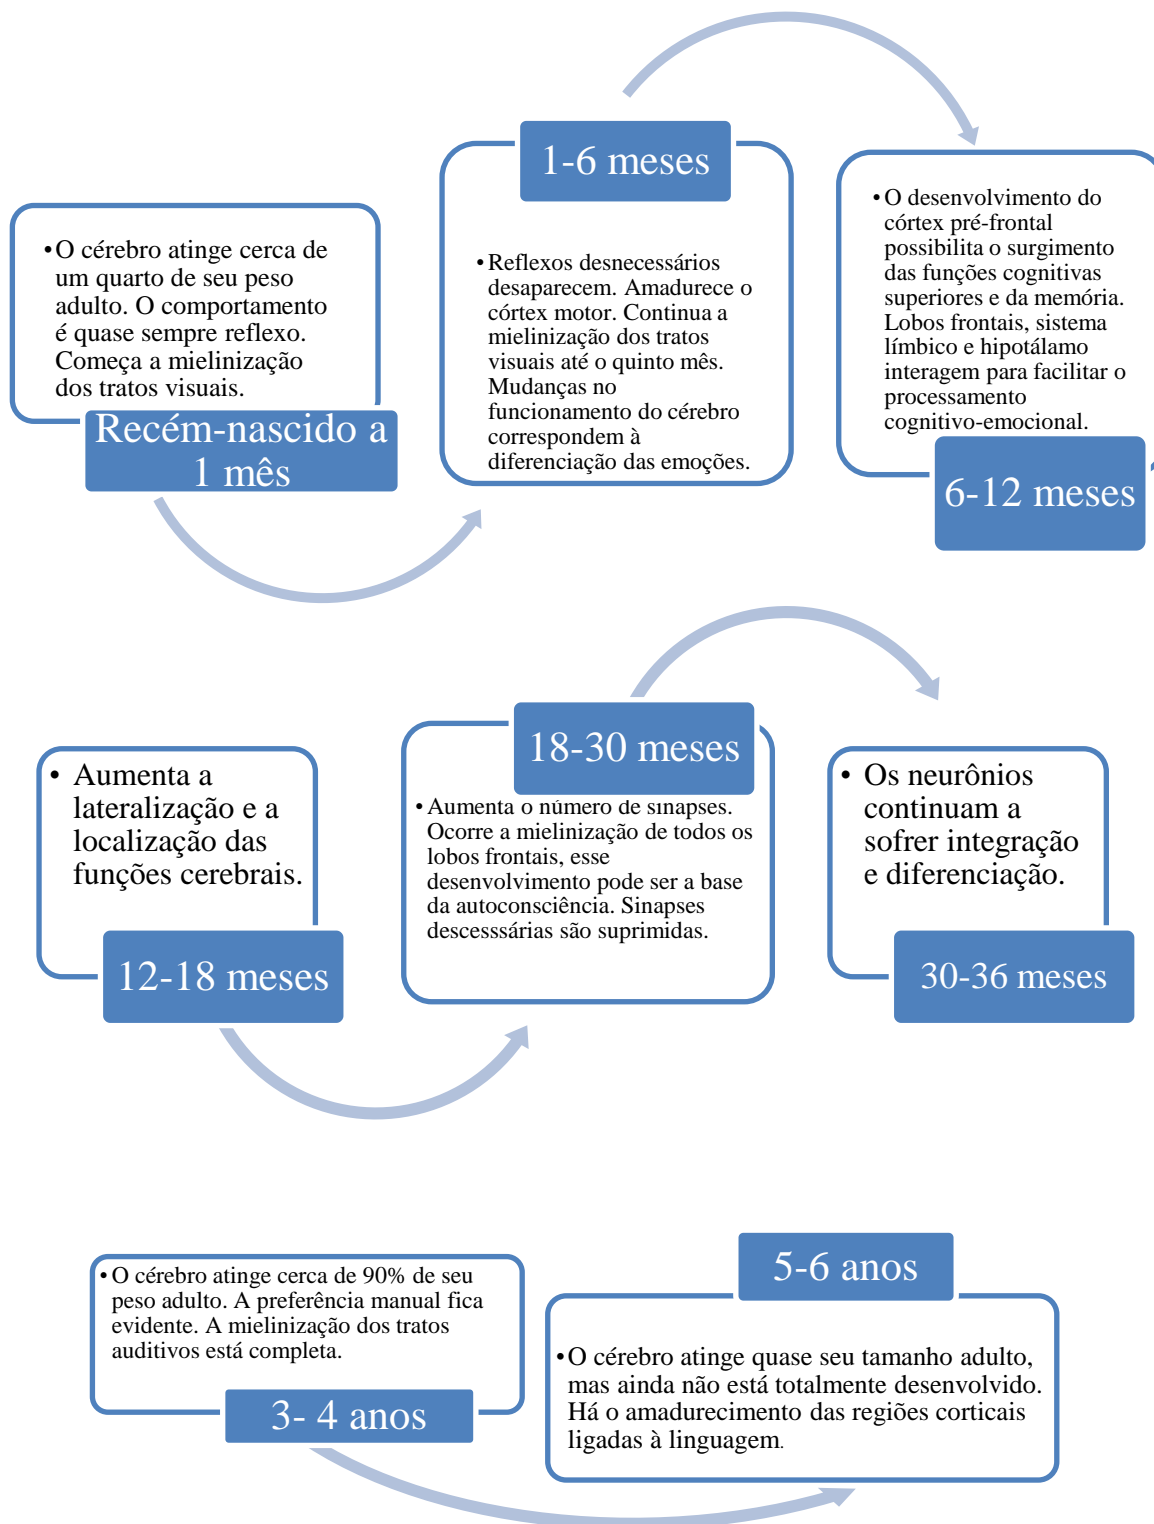 •O cérebro atinge cerca de
um quarto de seu peso
adulto. O comportamento
é quase sempre reflexo.
Começa a mielinização
dos tratos visuais.
Recém-nascido a
1 mês
1-6 meses
•Reflexos desnecessários
desaparecem. Amadurece o
córtex motor. Continua a
mielinização dos tratos
visuais até o quinto mês.
Mudanças no
funcionamento do cérebro
correspondem à
diferenciação das emoções.
•O desenvolvimento do
córtex pré-frontal
possibilita o surgimento
das funções cognitivas
superiores e da memória.
Lobos frontais, sistema
límbico e hipotálamo
interagem para facilitar o
processamento
cognitivo-emocional.
6-12 meses
• Aumenta a
lateralização e a
localização das
funções cerebrais.
12-18 meses
18-30 meses
•Aumenta o número de sinapses.
Ocorre a mielinização de todos os
lobos frontais, esse
desenvolvimento pode ser a base
da autoconsciência. Sinapses
descesssárias são suprimidas.
• Os neurônios
continuam a
sofrer integração
e diferenciação.
30-36 meses
•O cérebro atinge cerca de 90% de seu
peso adulto. A preferência manual fica
evidente. A mielinização dos tratos
auditivos está completa.
3- 4 anos
5-6 anos
•O cérebro atinge quase seu tamanho adulto,
mas ainda não está totalmente desenvolvido.
Há o amadurecimento das regiões corticais
ligadas à linguagem.